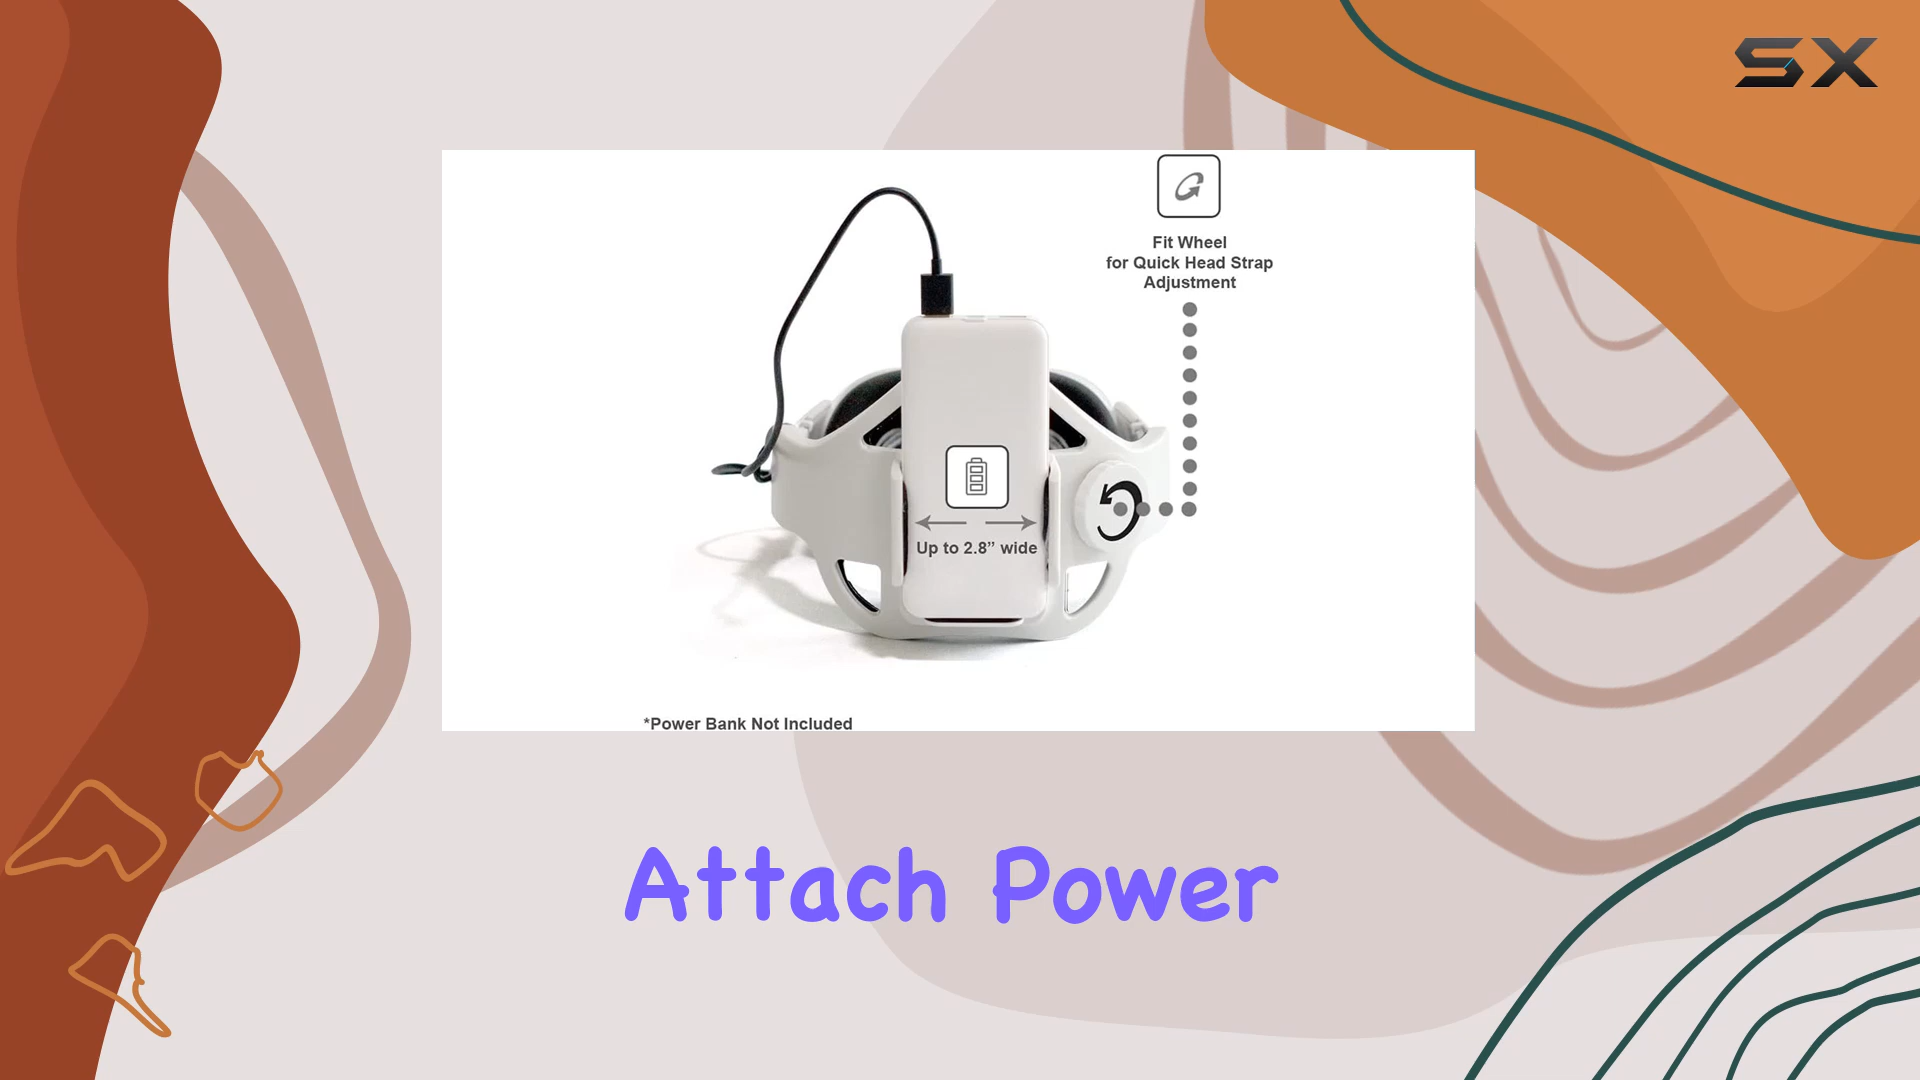 SX
Fit Wheel
for Quick Head Strap
Adjustment
Up to 2.8” wide
*Power Bank Not Included
Attach Power